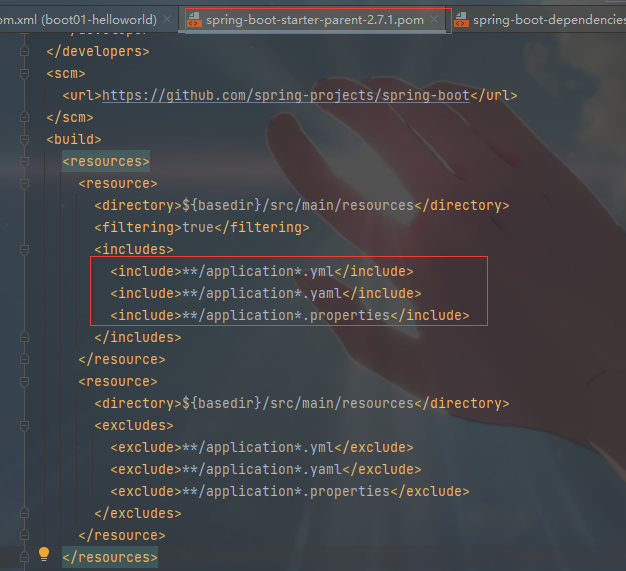 om.xml (boot01-helloworld) × spring-boot-starter-parent-2.7.1.pom × spring-boot-dependencies
</developer>
</developers>
<scm>
<url>https://github.com/spring-projects/spring-boot</url>
</scm>
<build>
<resources>
<resource>
<directory>${basedir}/src/main/resources</directory>
<filtering>true</filtering>
<includes>
<include>**/application*.yml</include>
<include>**/application*.yaml</include>
<include>**/application*.properties</include>
</includes>
</resource>
<resource>
<directory>${basedir}/src/main/resources</directory>
<excludes>
<exclude>**/application*.yml</exclude>
<exclude>**/application*.yaml</exclude>
<exclude>**/application*.properties</exclude>
</excludes>
</resource>
</resources>